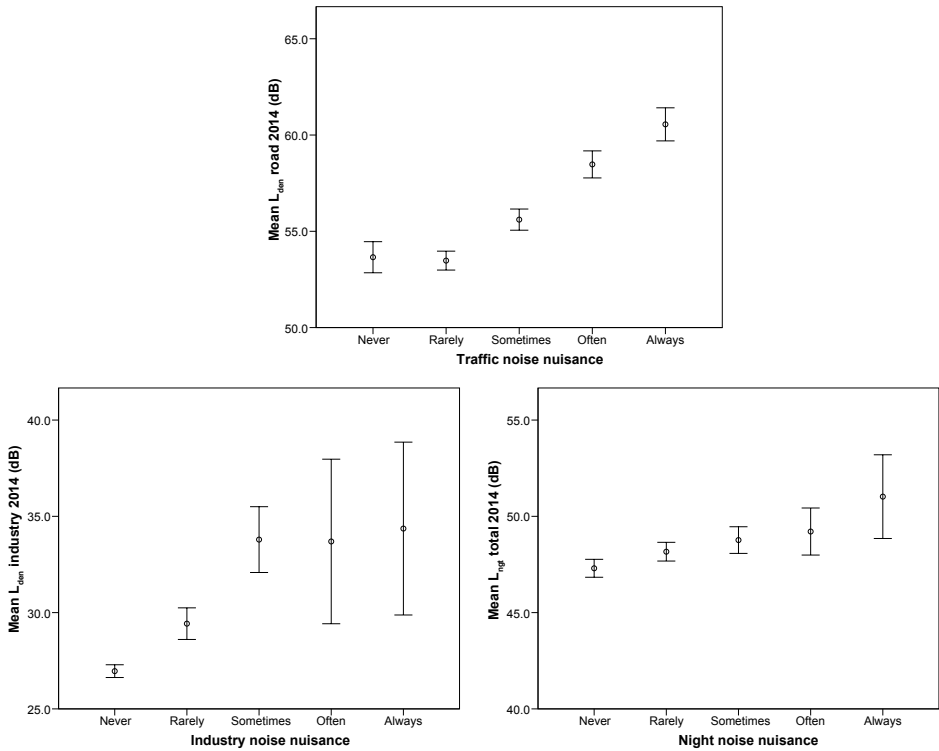 Mean Lden road 2014 (dB)
65.0
60.0
55.0
50.0
Never Rarely Sometimes Often Always
Traffic noise nuisance
Mean Lden industry 2014 (dB)
40.0
35.0
30.0
25.0
Never Rarely Sometimes Often Always
Industry noise nuisance
Mean Lngt total 2014 (dB)
55.0
50.0
45.0
40.0
Never Rarely Sometimes Often Always
Night noise nuisance